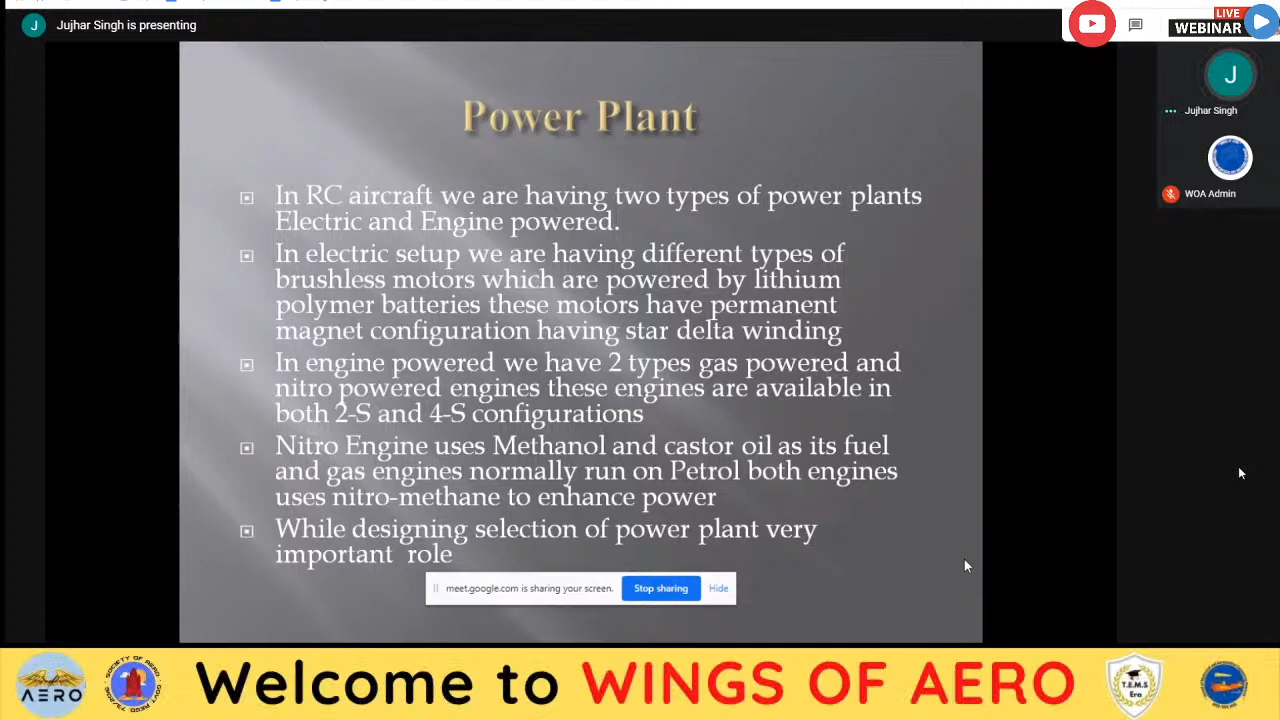 J
Jujhar Singh is presenting
LIVE
WEBINAR
Power Plant
In RC aircraft we are having two types of power plants
Electric and Engine powered.
In electric setup we are having different types of
brushless motors which are powered by lithium
polymer batteries these motors have permanent
magnet configuration having star delta winding
In engine powered we have 2 types gas powered and
nitro powered engines these engines are available in
both 2-S and 4-S configurations
Nitro Engine uses Methanol and castor oil as its fuel
and gas engines normally run on Petrol both engines
uses nitro-methane to enhance power
While designing selection of power plant very
important role
meet.google.com is sharing your screen.
Stop sharing
Hide
J
Jujhar Singh
WOA Admin
AERO
Welcome to WINGS OF AERO
T.E.M.S
Era